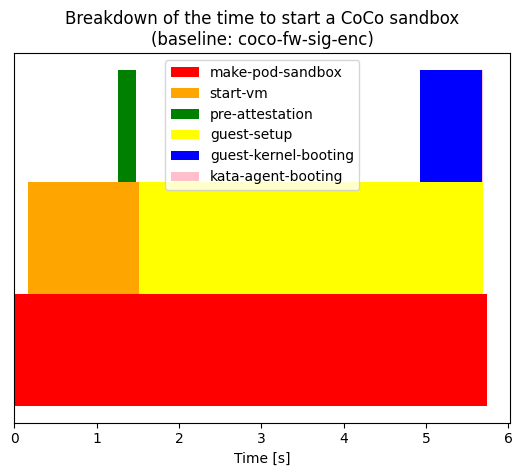 Breakdown of the time to start a CoCo sandbox
(baseline: coco-fw-sig-enc)
make-pod-sandbox
start-vm
pre-attestation
guest-setup
guest-kernel-booting
kata-agent-booting
0 1 2 3 4 5 6
Time [s]